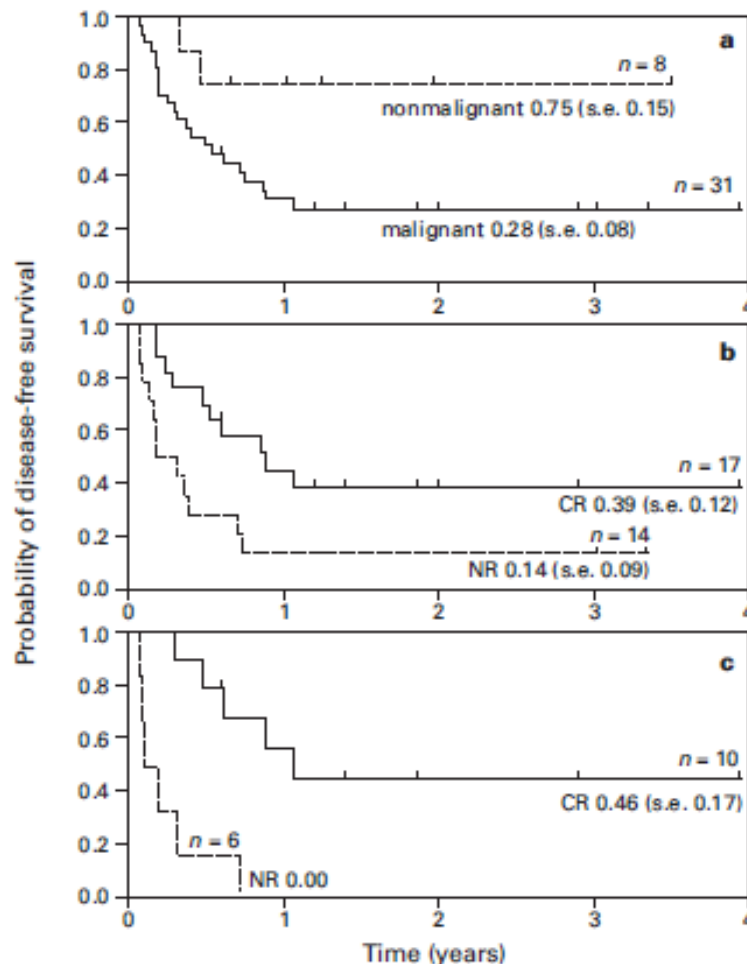 Probability of disease-free survival
1.0
0.8
0.6
0.4
0.2
0.0
a
n = 8
nonmalignant 0.75 (s.e. 0.15)
n = 31
malignant 0.28 (s.e. 0.08)
0 1 2 3 4
1.0
0.8
0.6
0.4
0.2
0.0
b
n = 17
CR 0.39 (s.e. 0.12)
n = 14
NR 0.14 (s.e. 0.09)
0 1 2 3 4
1.0
0.8
0.6
0.4
0.2
0.0
c
n = 10
CR 0.46 (s.e. 0.17)
n = 6
NR 0.00
0 1 2 3 4
Time (years)